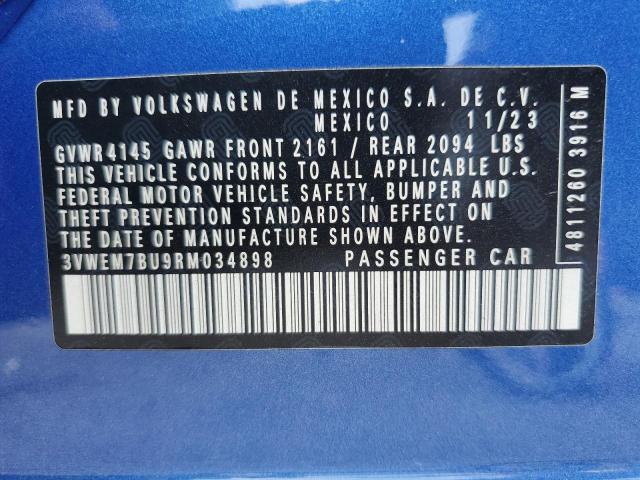 MFD BY VOLKSWAGEN DE MEXICO S.A. DE C.V.
MEXICO 11/23
GVWR4145 GAWR FRONT 2161 / REAR 2094 LBS
THIS VEHICLE CONFORMS TO ALL APPLICABLE U.S.
FEDERAL MOTOR VEHICLE SAFETY, BUMPER AND
THEFT PREVENTION STANDARDS IN EFFECT ON
THE DATE OF MANUFACTURE SHOWN ABOVE.
3VWEM7BU9RM034898 PASSENGER CAR
4811260 3916 M